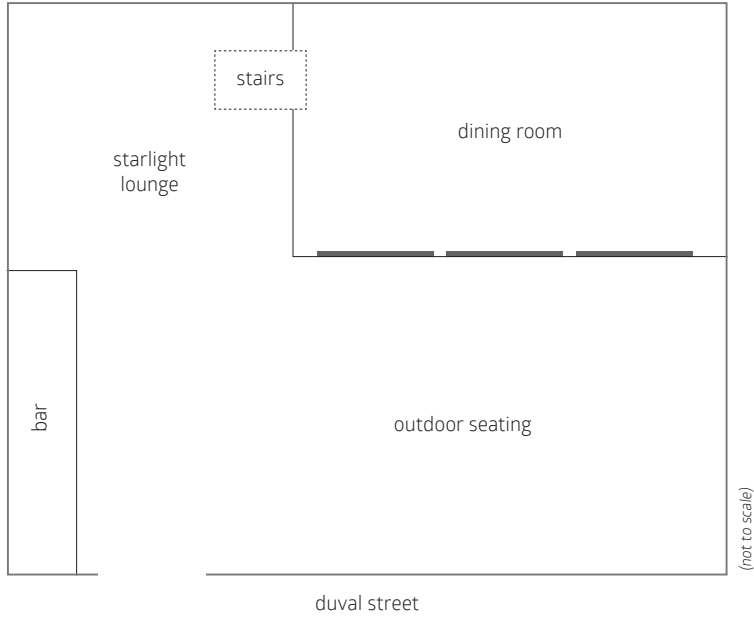 stairs
dining room
starlight
lounge
bar
outdoor seating
(not to scale)
duval street